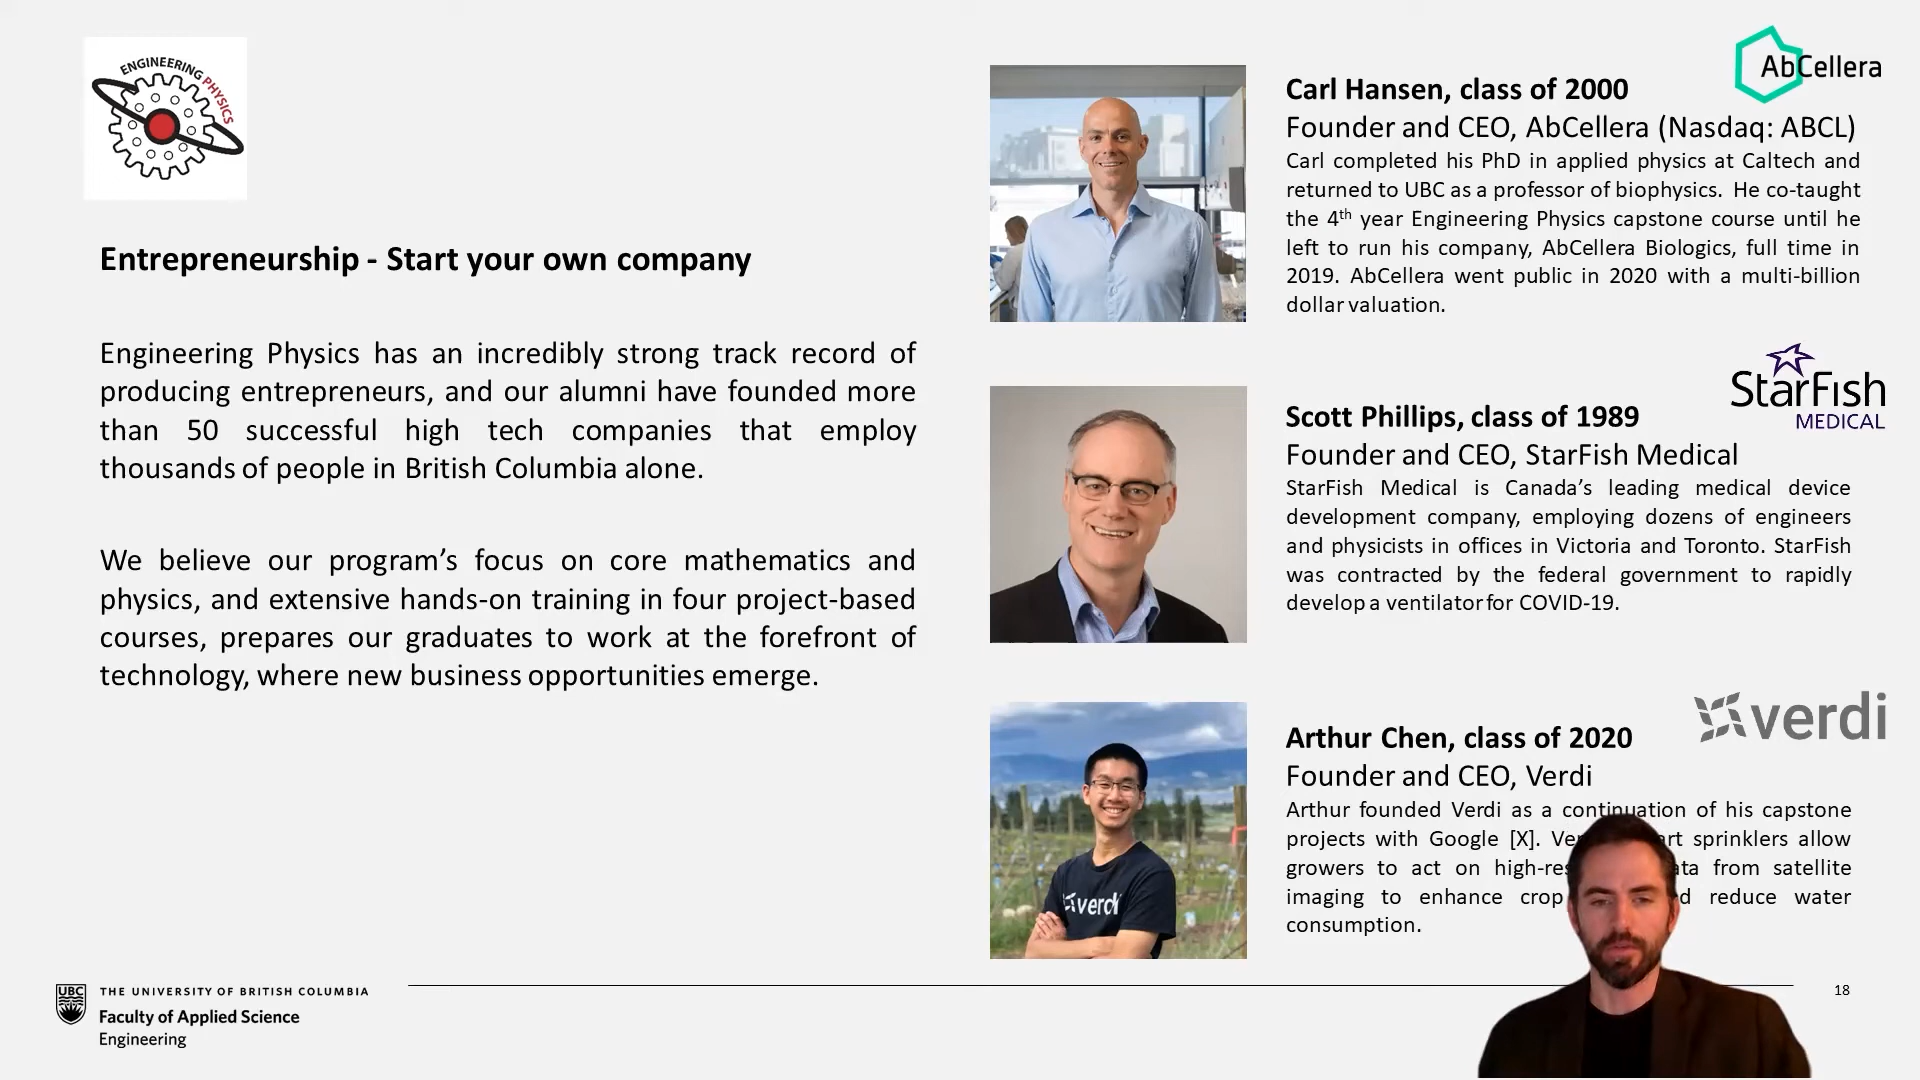 ENGINEERING PHYSICS
Entrepreneurship - Start your own company
Engineering Physics has an incredibly strong track record of
producing entrepreneurs, and our alumni have founded more
than 50 successful high tech companies that employ
thousands of people in British Columbia alone.
We believe our program’s focus on core mathematics and
physics, and extensive hands-on training in four project-based
courses, prepares our graduates to work at the forefront of
technology, where new business opportunities emerge.
AbCellera
Carl Hansen, class of 2000
Founder and CEO, AbCellera (Nasdaq: ABCL)
Carl completed his PhD in applied physics at Caltech and
returned to UBC as a professor of biophysics. He co-taught
the 4th year Engineering Physics capstone course until he
left to run his company, AbCellera Biologics, full time in
2019. AbCellera went public in 2020 with a multi-billion
dollar valuation.
StarFish
MEDICAL
Scott Phillips, class of 1989
Founder and CEO, StarFish Medical
StarFish Medical is Canada’s leading medical device
development company, employing dozens of engineers
and physicists in offices in Victoria and Toronto. StarFish
was contracted by the federal government to rapidly
develop a ventilator for COVID-19.
verdi
Arthur Chen, class of 2020
Founder and CEO, Verdi
Arthur founded Verdi as a continuation of his capstone
projects with Google [X]. sprinklers allow
growers to act on from satellite
imaging to enhance crop reduce water
consumption.
verdi
UBC
THE UNIVERSITY OF BRITISH COLUMBIA
Faculty of Applied Science
Engineering
18